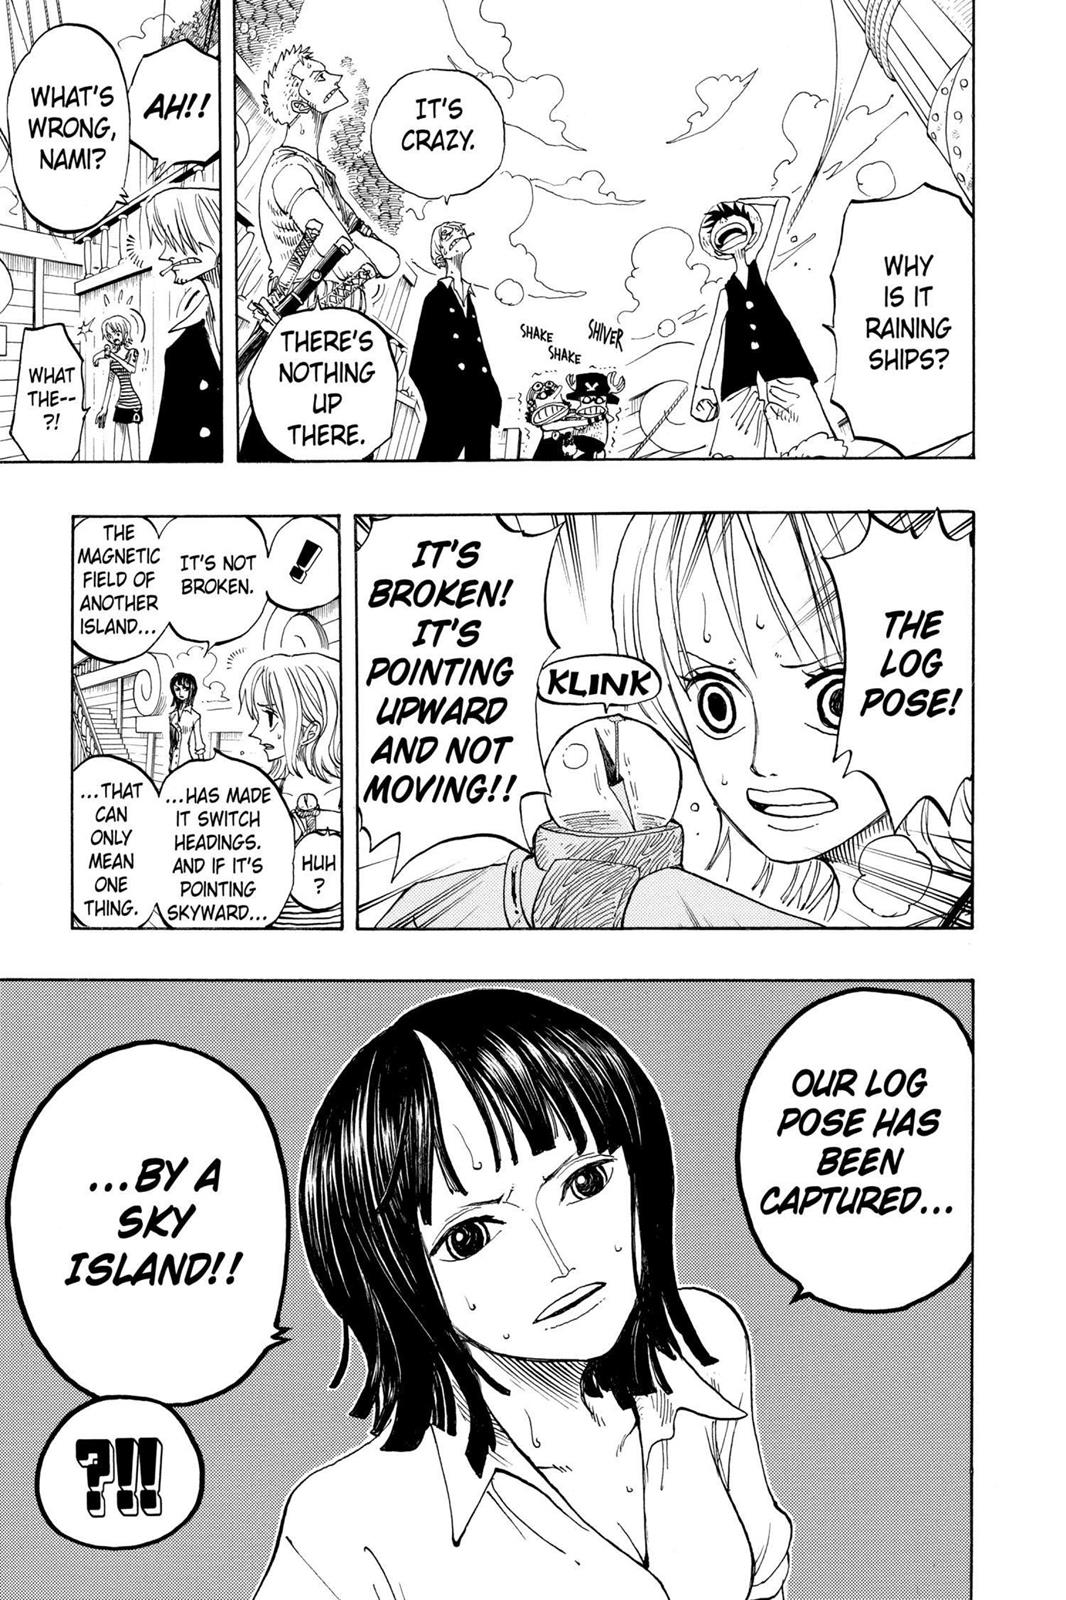 WHY
IS IT
RAINING
SHIPS?
IT'S
CRAZY.
SHIVER
SHAKE
SHAKE
THERE'S
NOTHING
UP
THERE.
AH!!
WHAT'S
WRONG,
NAMI?
WHAT
THE--
?!
THE
LOG
POSE!
KLINK
IT'S
BROKEN!
IT'S
POINTING
UPWARD
AND NOT
MOVING!!
!
IT'S NOT
BROKEN.
THE
MAGNETIC
FIELD OF
ANOTHER
ISLAND...
HUH
?
...HAS MADE
IT SWITCH
HEADINGS.
AND IF IT'S
POINTING
SKYWARD...
...THAT
CAN
ONLY
MEAN
ONE
THING.
OUR LOG
POSE HAS
BEEN
CAPTURED...
...BY A
SKY
ISLAND!!
?!!